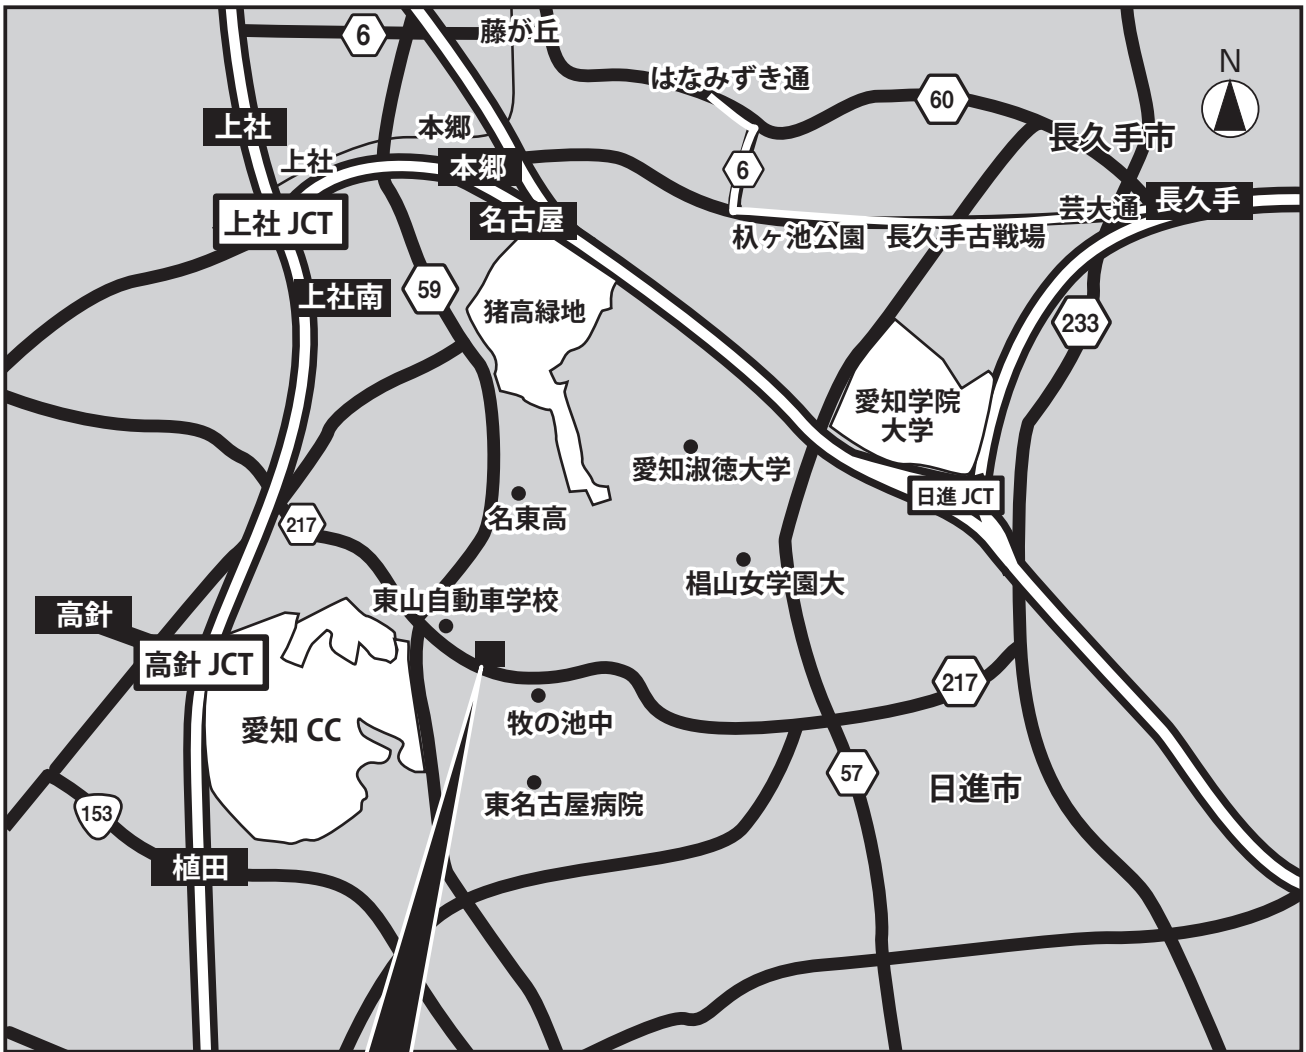 藤が丘
6
N
はなみずき通
60
上社
本郷
長久手市
上社
本郷
6
長久手
芸大通
上社 JCT
名古屋
杁ヶ池公園
長久手古戦場
上社南
59
猪高緑地
233
愛知学院
大学
愛知淑徳大学
日進 JCT
名東高
217
椙山女学園大
東山自動車学校
高針
高針 JCT
217
愛知 CC
牧の池中
57
日進市
東名古屋病院
153
植田